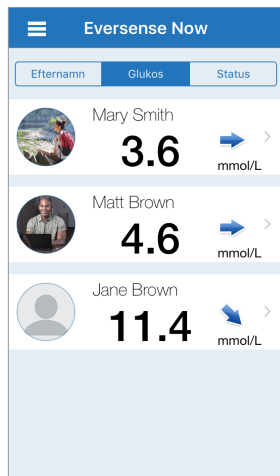 Eversense Now
Efternamn Glukos Status
Mary Smith
3.6
mmol/L
Matt Brown
4.6
mmol/L
Jane Brown
11.4
mmol/L